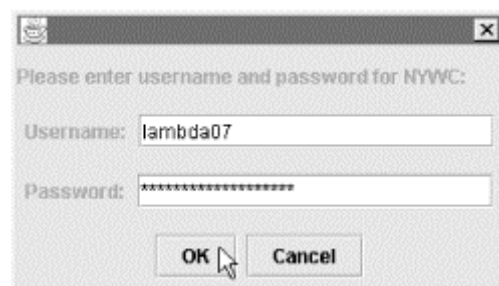 Please enter username and password for NYWC:
Username: lambda07
Password: *******************
OK Cancel